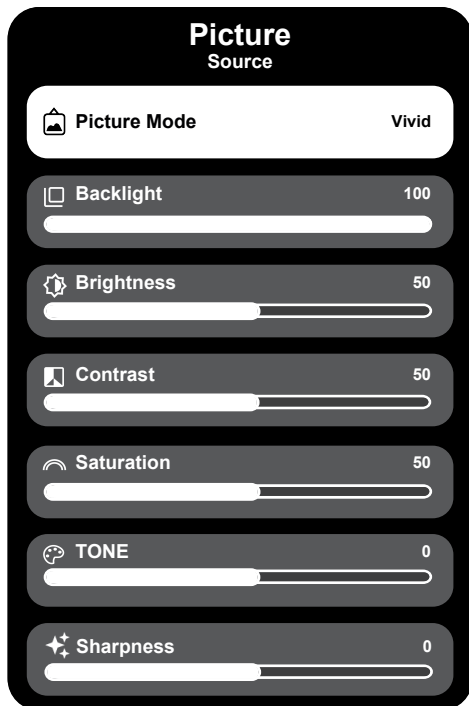 Picture
Source
Picture Mode Vivid
Backlight 100
Brightness 50
Contrast 50
Saturation 50
TONE 0
Sharpness 0